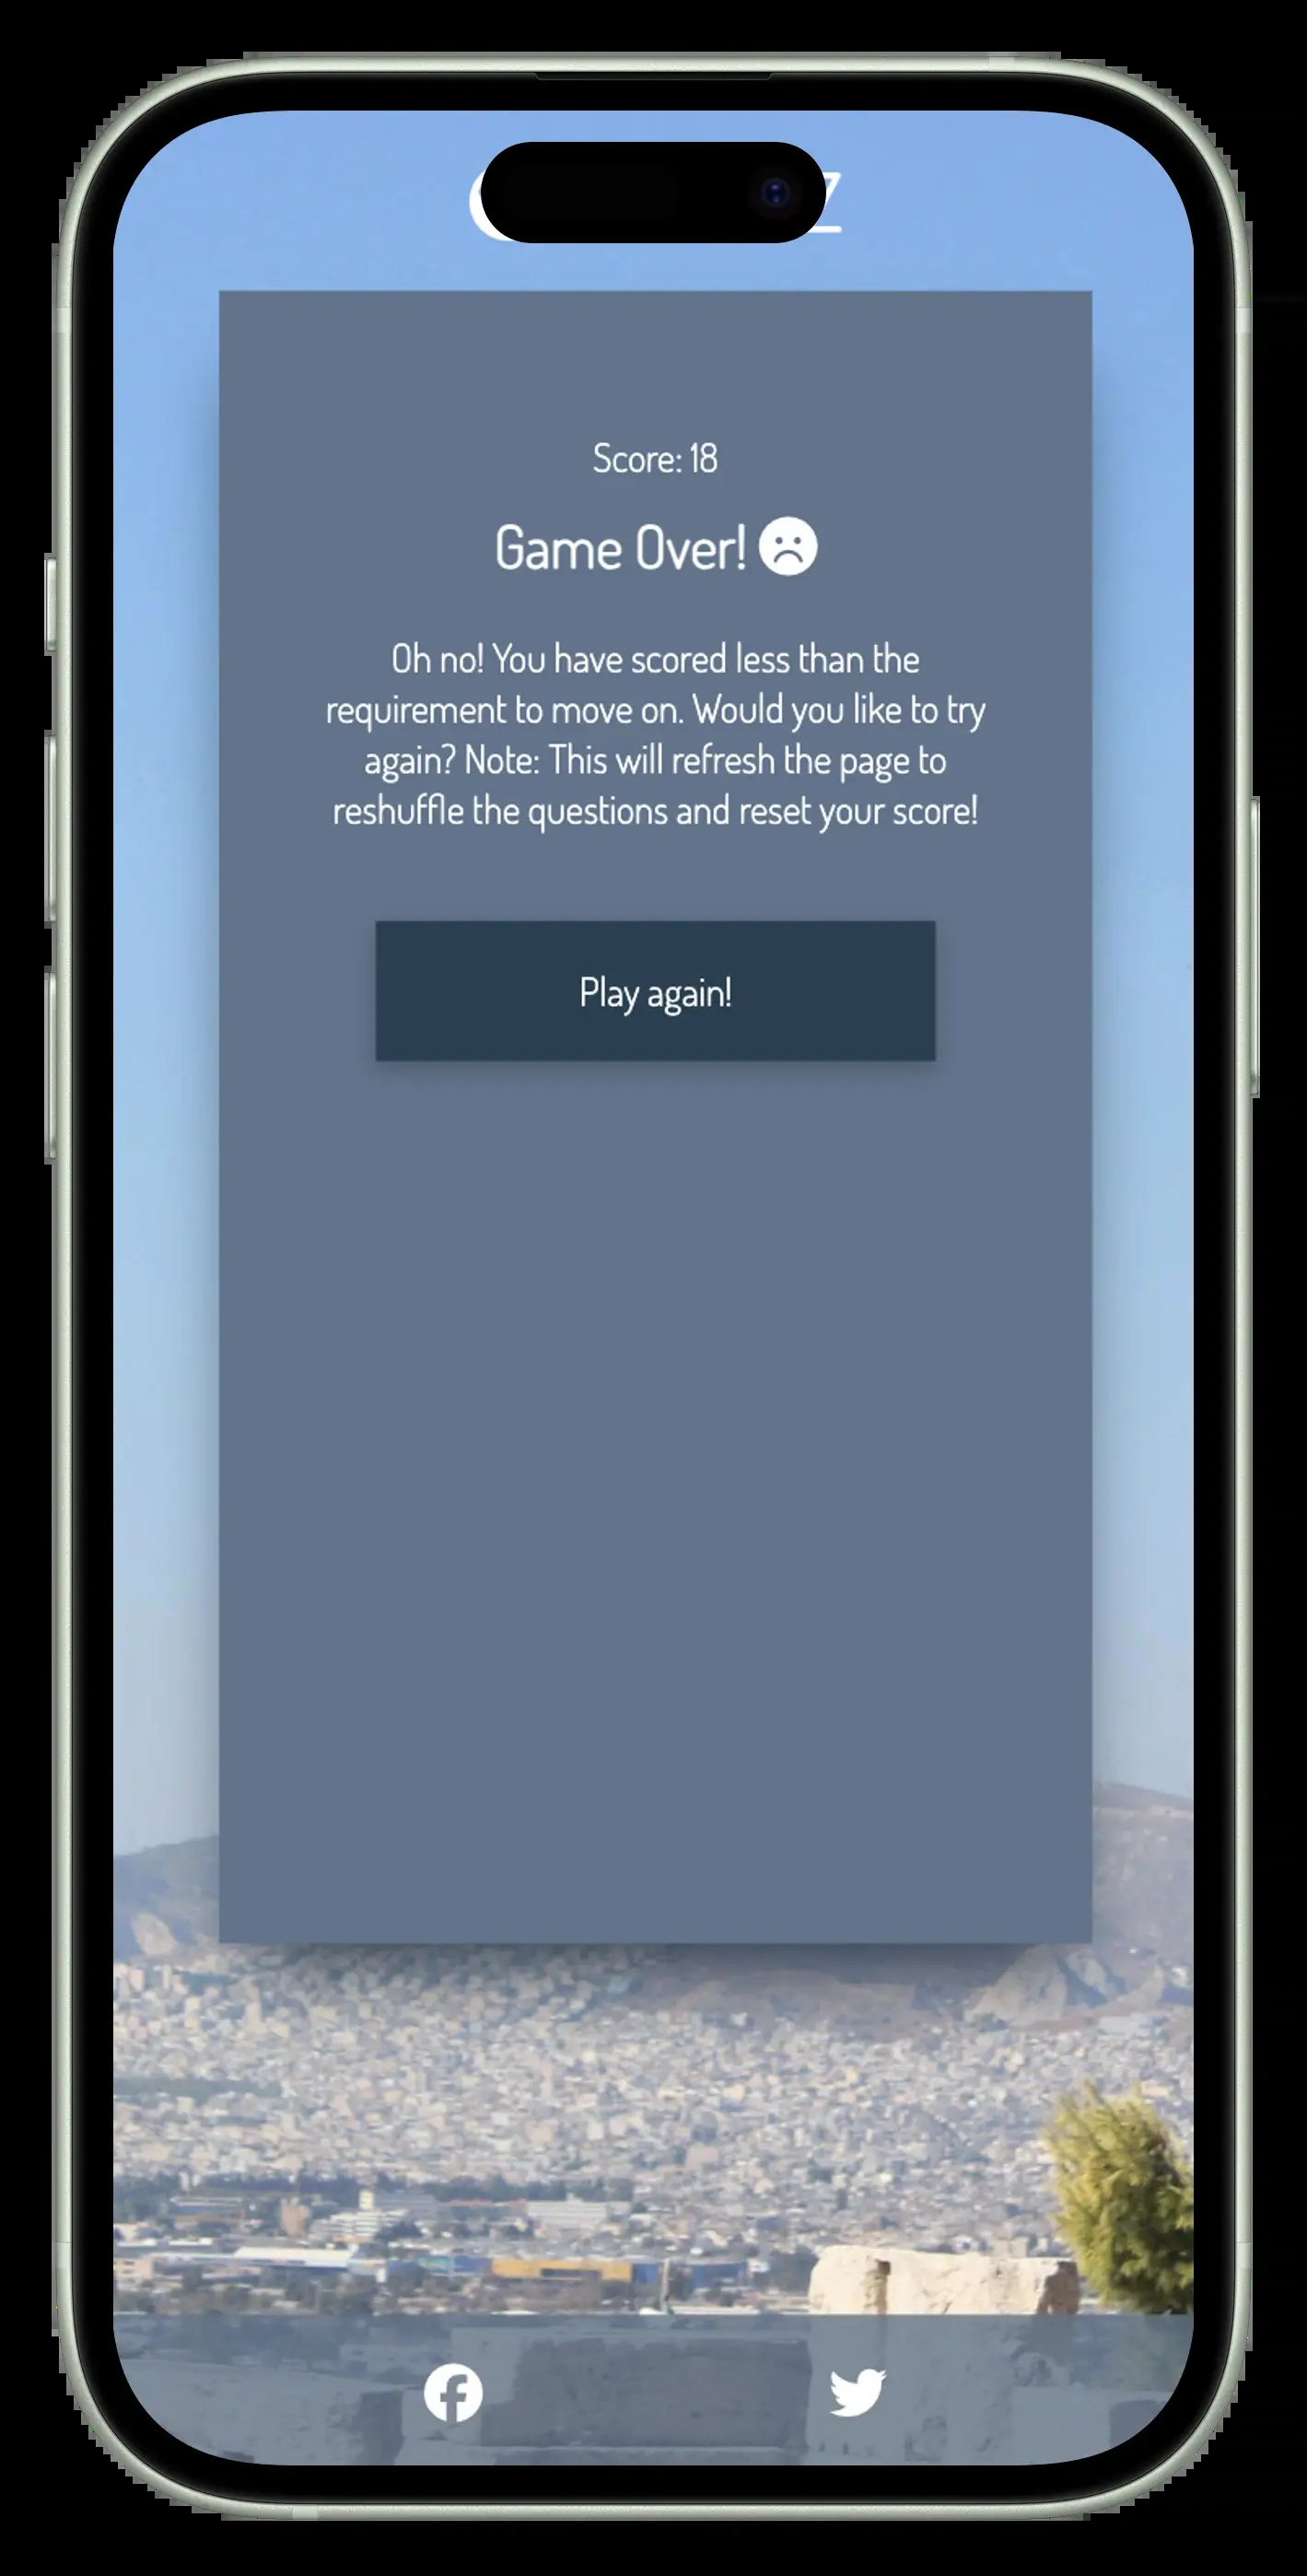 Score: 18
Game Over!
Oh no! You have scored less than the
requirement to move on. Would you like to try
again? Note: This will refresh the page to
reshuffle the questions and reset your score!
Play again!